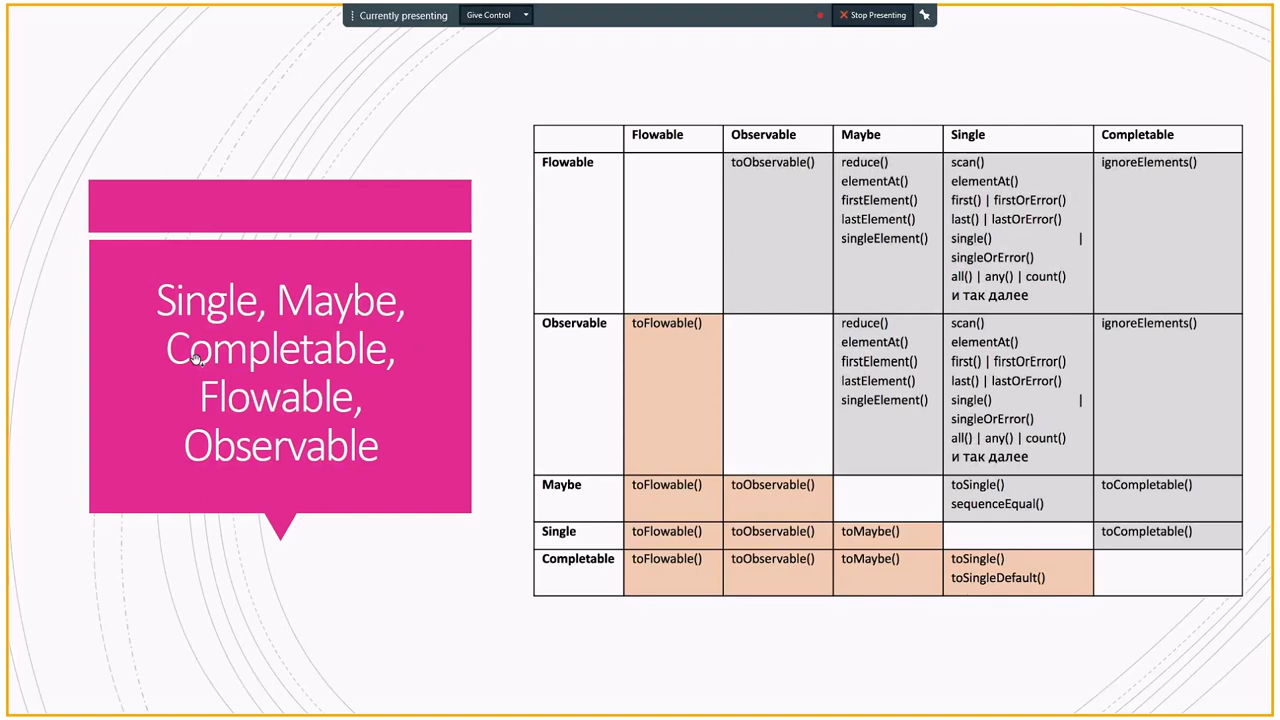 Currently presenting
Give Control
Stop Presenting
Single, Maybe,
Completable,
Flowable,
Observable
Flowable Observable Maybe Single Completable
Flowable toObservable() reduce() scan() ignoreElements()
elementAt() elementAt()
firstElement() first() | firstOrError()
lastElement() last() | lastOrError()
singleElement() single() |
singleOrError()
all() | any() | count()
и так далее
Observable toFlowable() reduce() scan() ignoreElements()
elementAt() elementAt()
firstElement() first() | firstOrError()
lastElement() last() | lastOrError()
singleElement() single() |
singleOrError()
all() | any() | count()
и так далее
Maybe toFlowable() toObservable() toSingle() toCompletable()
sequenceEqual()
Single toFlowable() toObservable() toMaybe() toCompletable()
Completable toFlowable() toObservable() toMaybe() toSingle()
toSingleDefault()